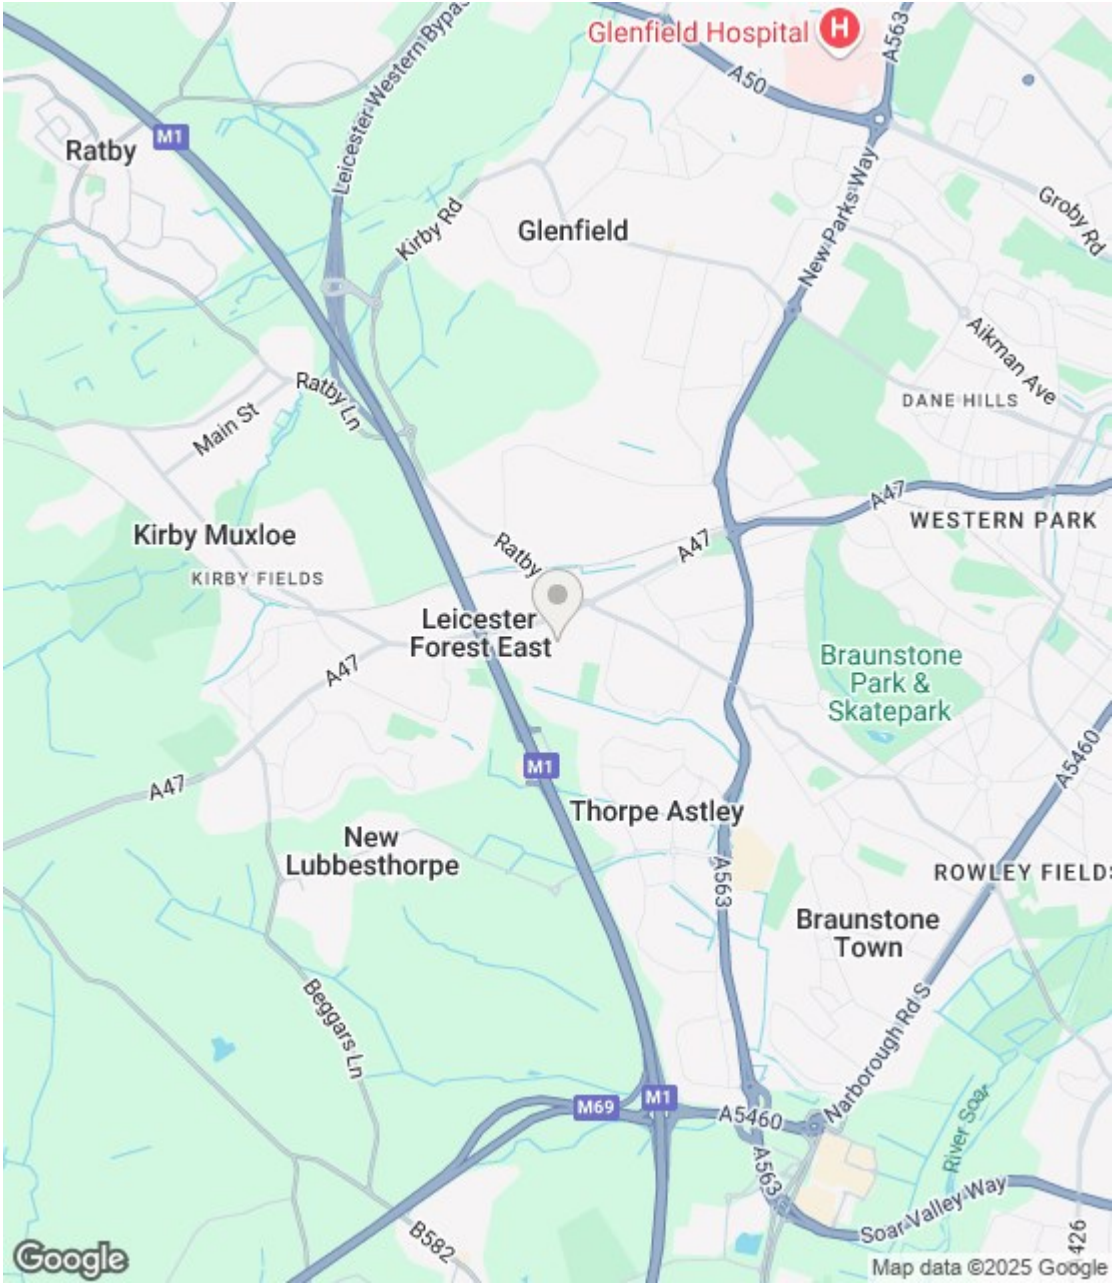 Glenfield Hospital
H
A563
Leicester Western Bypas
A50
M1
Ratby
New Parks Way
Groby Rd
Kirby Rd
Glenfield
Aikman Ave
Ratby Ln
DANE HILLS
Main St
A47
WESTERN PARK
Kirby Muxloe
Ratby
A47
KIRBY FIELDS
Leicester
Forest East
A47
Braunstone
Park &
Skatepark
A5460
M1
A47
Thorpe Astley
New
Lubbesthorpe
A563
ROWLEY FIELDS
Braunstone
Town
Beggars Ln
Narborough Rd S
M69
M1
A5460
River Soar
A563
Soar Valley Way
B582
426
Google
Map data ©2025 Google